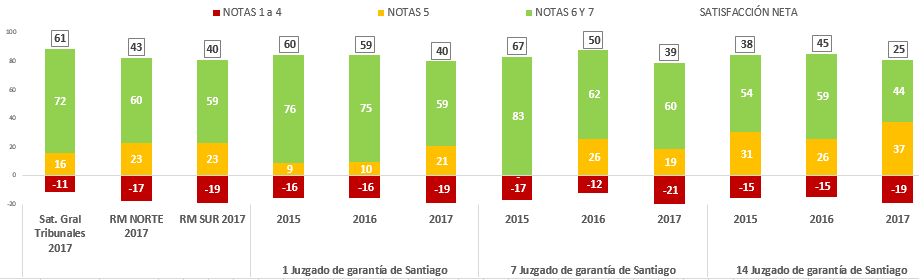 NOTAS 1 a 4 NOTAS 5 NOTAS 6 Y 7 SATISFACCIÓN NETA
100
80
60
40
20
0
-20
61 43 40 60 59 40 67 50 39 38 45 25
72 60 59 76 75 59 83 62 60 54 59 44
16 23 23 9 10 21 - 26 19 31 26 37
-11 -17 -19 -16 -16 -19 -17 -12 -21 -15 -15 -19
Sat. Gral RM NORTE RM SUR 2017 2015 2016 2017 2015 2016 2017 2015 2016 2017
Tribunales 2017
2017
1 Juzgado de garantía de Santiago 7 Juzgado de garantía de Santiago 14 Juzgado de garantía de Santiago